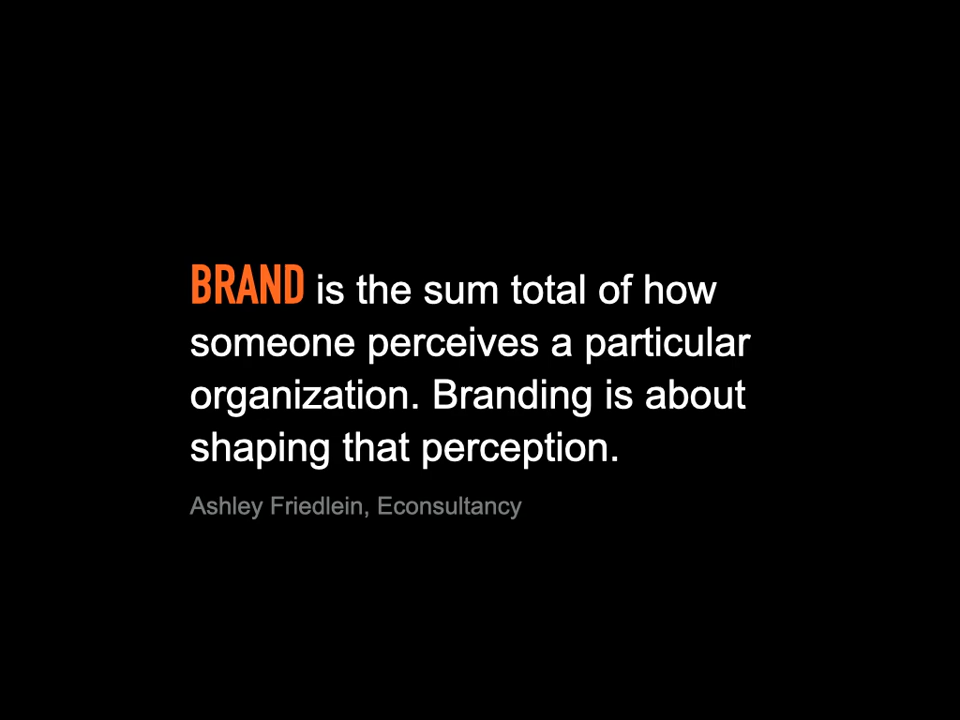 BRAND is the sum total of how
someone perceives a particular
organization. Branding is about
shaping that perception.
Ashley Friedlein, Econsultancy